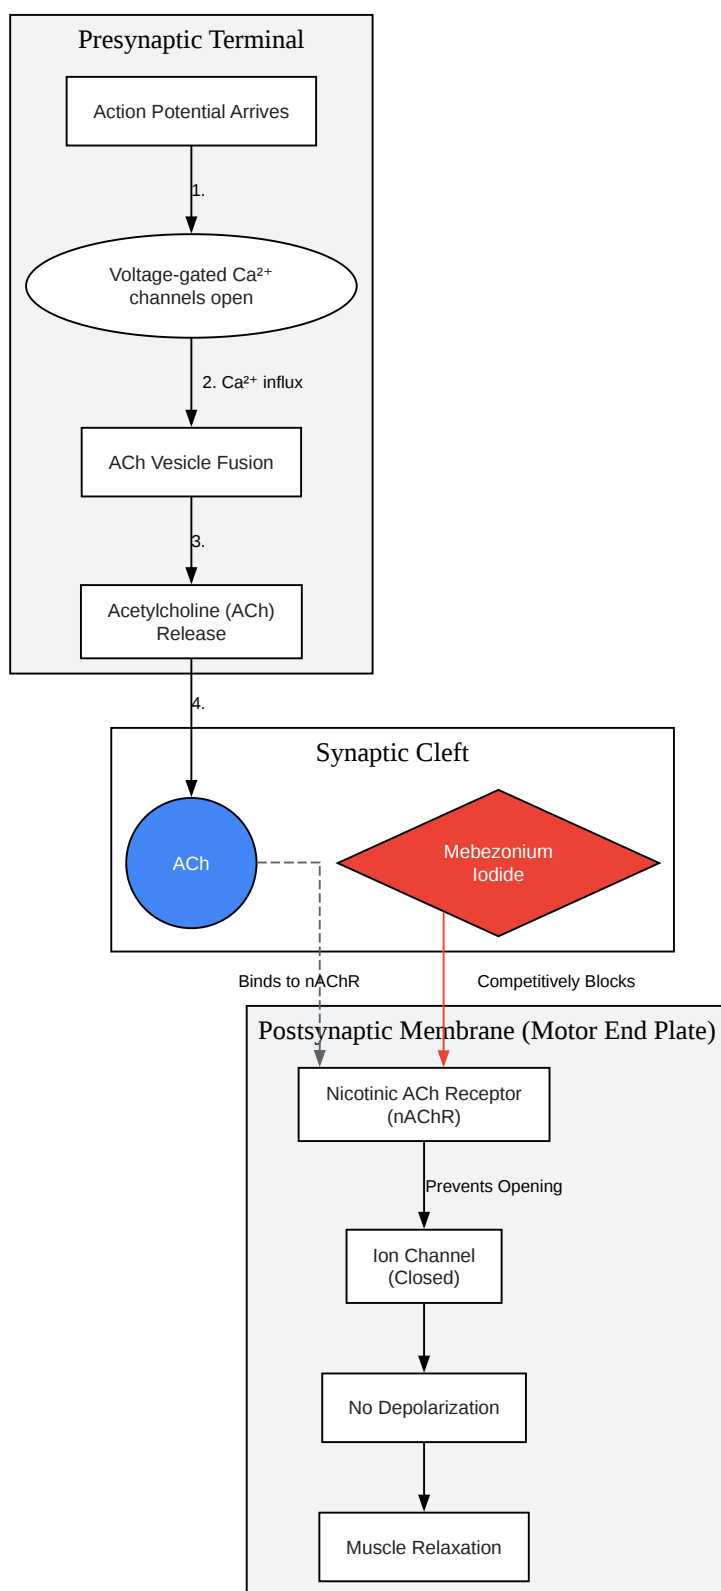 Presynaptic Terminal
Action Potential Arrives
1.
Voltage-gated Ca²⁺
channels open
2. Ca²⁺ influx
ACh Vesicle Fusion
3.
Acetylcholine (ACh)
Release
4.
Synaptic Cleft
ACh
Mebezonium
Iodide
Binds to nAChR
Competitively Blocks
Postsynaptic Membrane (Motor End Plate)
Nicotinic ACh Receptor
(nAChR)
Prevents Opening
Ion Channel
(Closed)
No Depolarization
Muscle Relaxation